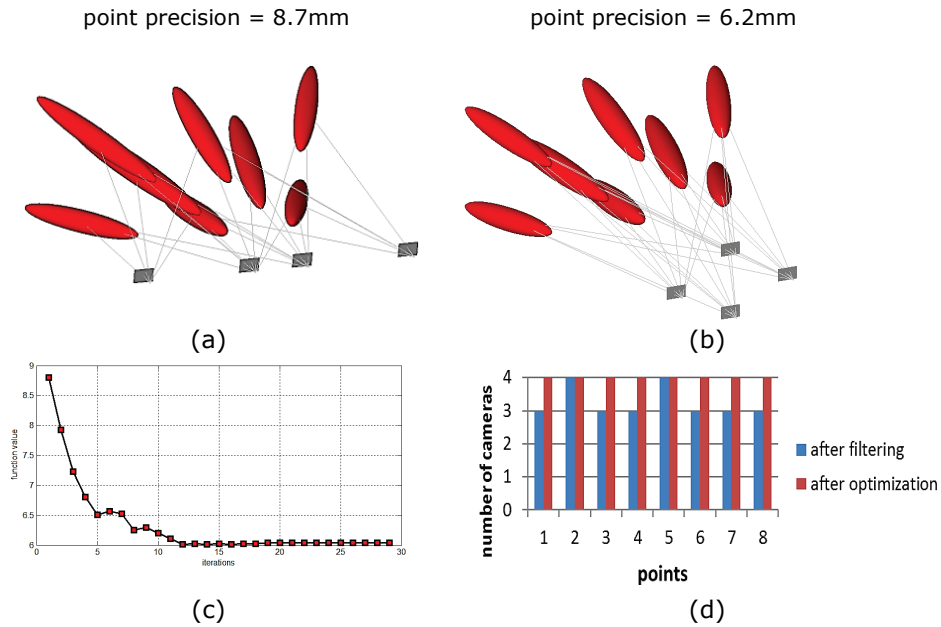 point precision = 8.7mm
point precision = 6.2mm
(a)
(b)
9
8.5
8
7.5
7
6.5
6
function value
0
5
10
15
20
25
30
iterations
(c)
4
3
2
1
0
number of cameras
1 2 3 4 5 6 7 8
points
after filtering
after optimization
(d)